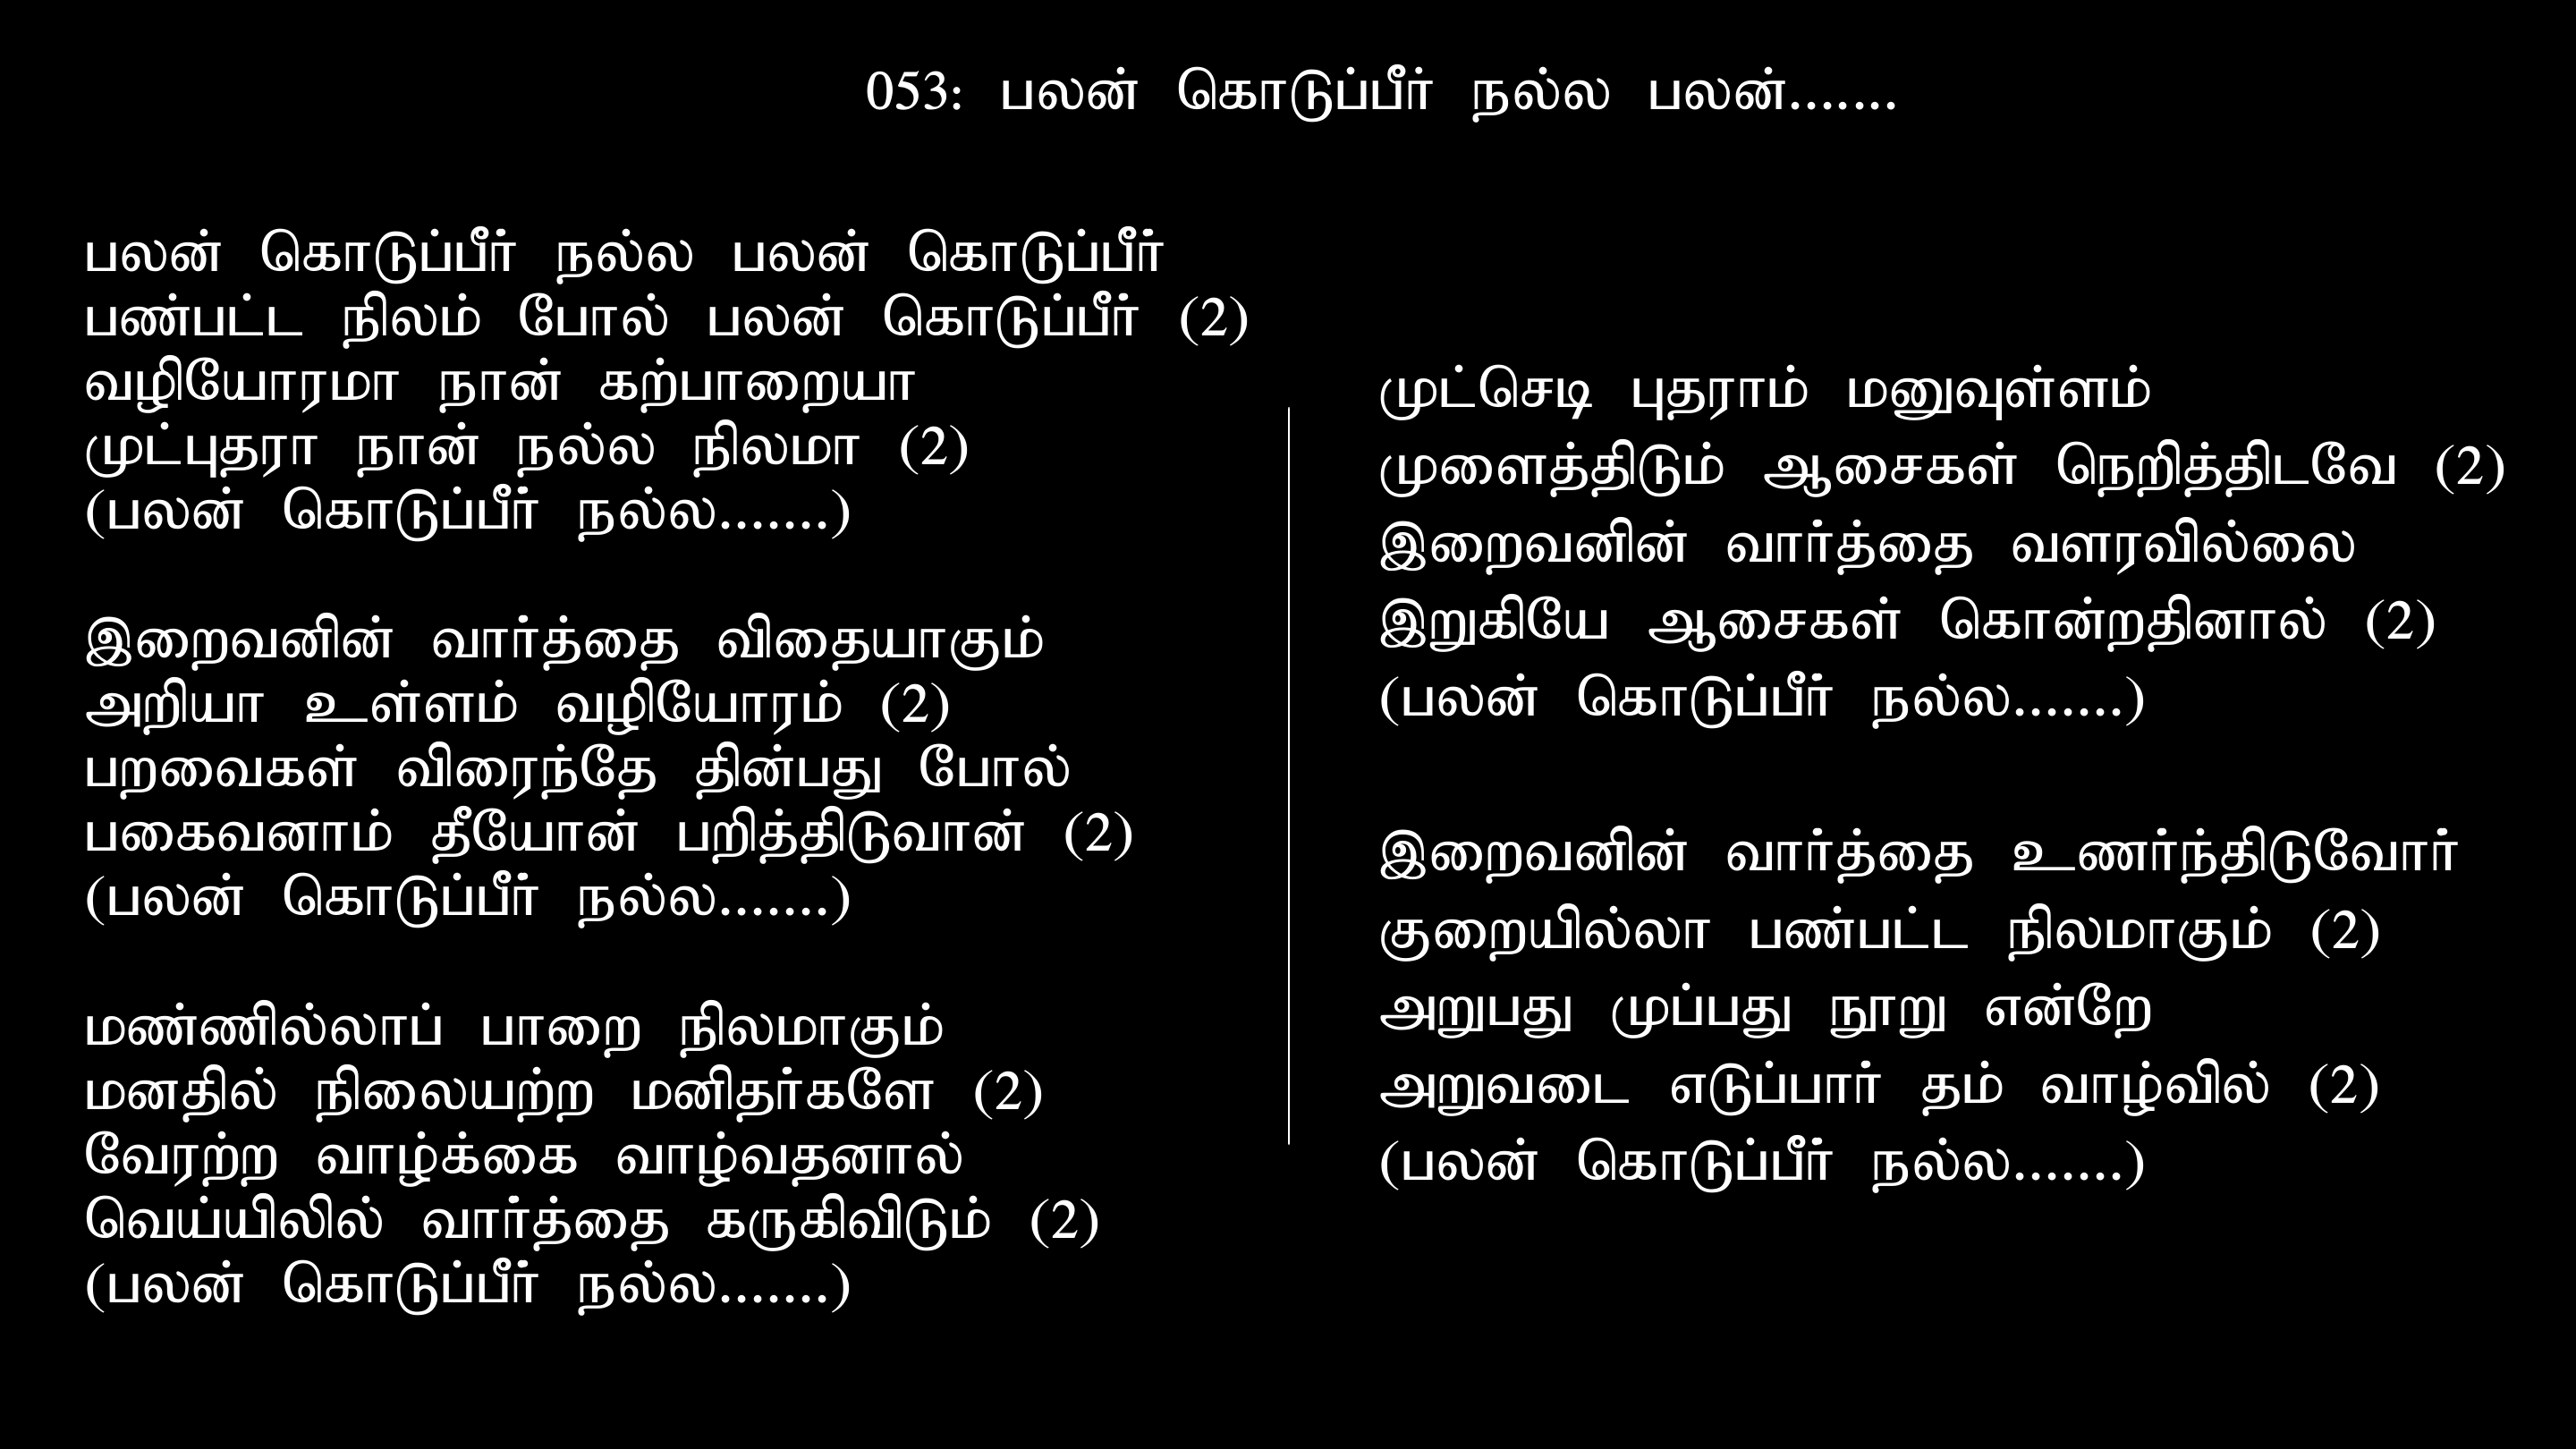 053: பலன் கொடுப்பீர் நல்ல பலன்.......
பலன் கொடுப்பீர் நல்ல பலன் கொடுப்பீர்
பண்பட்ட நிலம் போல் பலன் கொடுப்பீர் (2)
வழியோரமா நான் கற்பாறையா
முட்புதரா நான் நல்ல நிலமா (2)
(பலன் கொடுப்பீர் நல்ல.......)
இறைவனின் வார்த்தை விதையாகும்
அறியா உள்ளம் வழியோரம் (2)
பறவைகள் விரைந்தே தின்பது போல்
பகைவனாம் தீயோன் பறித்திடுவான் (2)
(பலன் கொடுப்பீர் நல்ல.......)
மண்ணில்லாப் பாறை நிலமாகும்
மனதில் நிலையற்ற மனிதர்களே (2)
வேரற்ற வாழ்க்கை வாழ்வதனால்
வெய்யிலில் வார்த்தை கருகிவிடும் (2)
(பலன் கொடுப்பீர் நல்ல.......)
முட்செடி புதராம் மனுவுள்ளம்
முளைத்திடும் ஆசைகள் நெறித்திடவே (2)
இறைவனின் வார்த்தை வளரவில்லை
இறுகியே ஆசைகள் கொன்றதினால் (2)
(பலன் கொடுப்பீர் நல்ல.......)
இறைவனின் வார்த்தை உணர்ந்திடுவோர்
குறையில்லா பண்பட்ட நிலமாகும் (2)
அறுபது முப்பது நூறு என்றே
அறுவடை எடுப்பார் தம் வாழ்வில் (2)
(பலன் கொடுப்பீர் நல்ல.......)